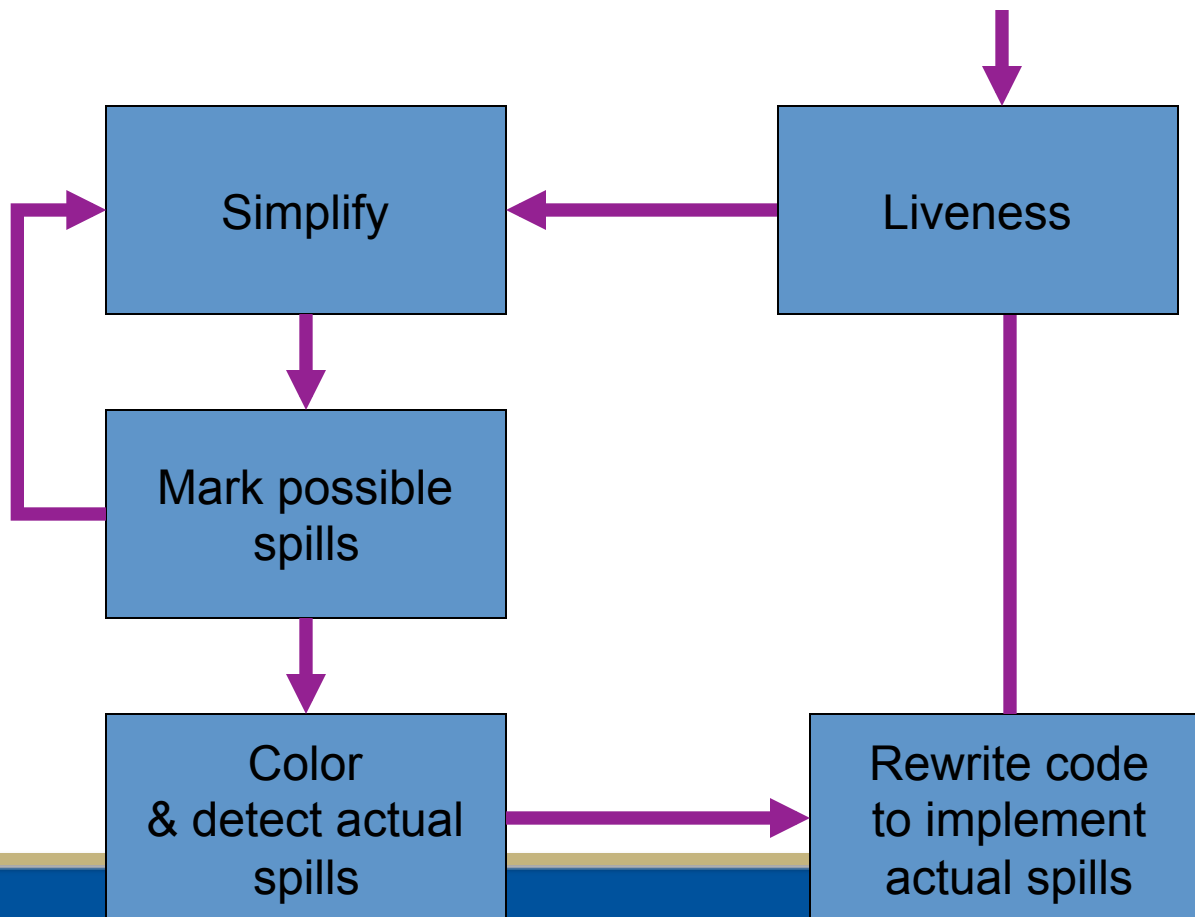 Simplify
Liveness
Mark possible
spills
Color
& detect actual
spills
Rewrite code
to implement
actual spills